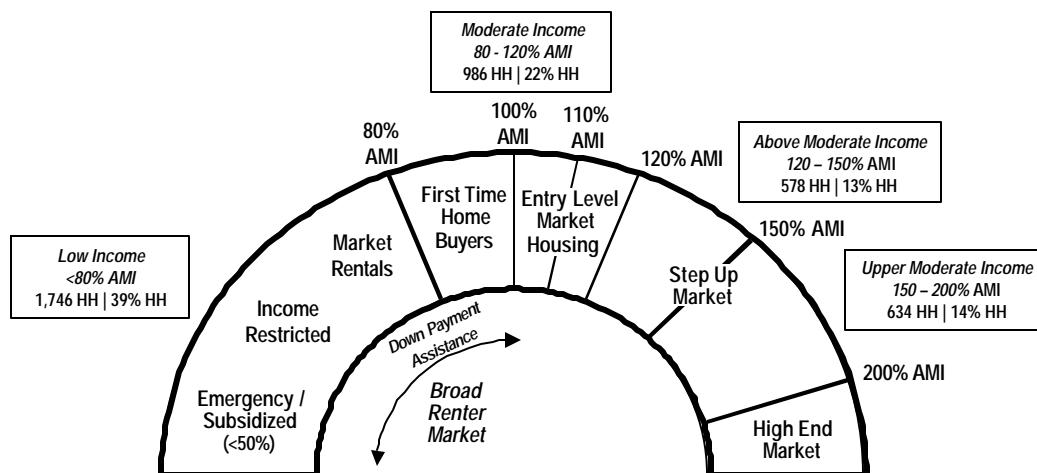 Moderate Income
80 - 120% AMI
986 HH | 22% HH
80%
AMI
100%
AMI
110%
AMI
120% AMI
Above Moderate Income
120 – 150% AMI
578 HH | 13% HH
150% AMI
Low Income
<80% AMI
1,746 HH | 39% HH
Upper Moderate Income
150 – 200% AMI
634 HH | 14% HH
200% AMI
Emergency /
Subsidized
(<50%)
Income
Restricted
Market
Rentals
First Time
Home
Buyers
Entry Level
Market
Housing
Step Up
Market
High End
Market
Down Payment
Assistance
Broad
Renter
Market